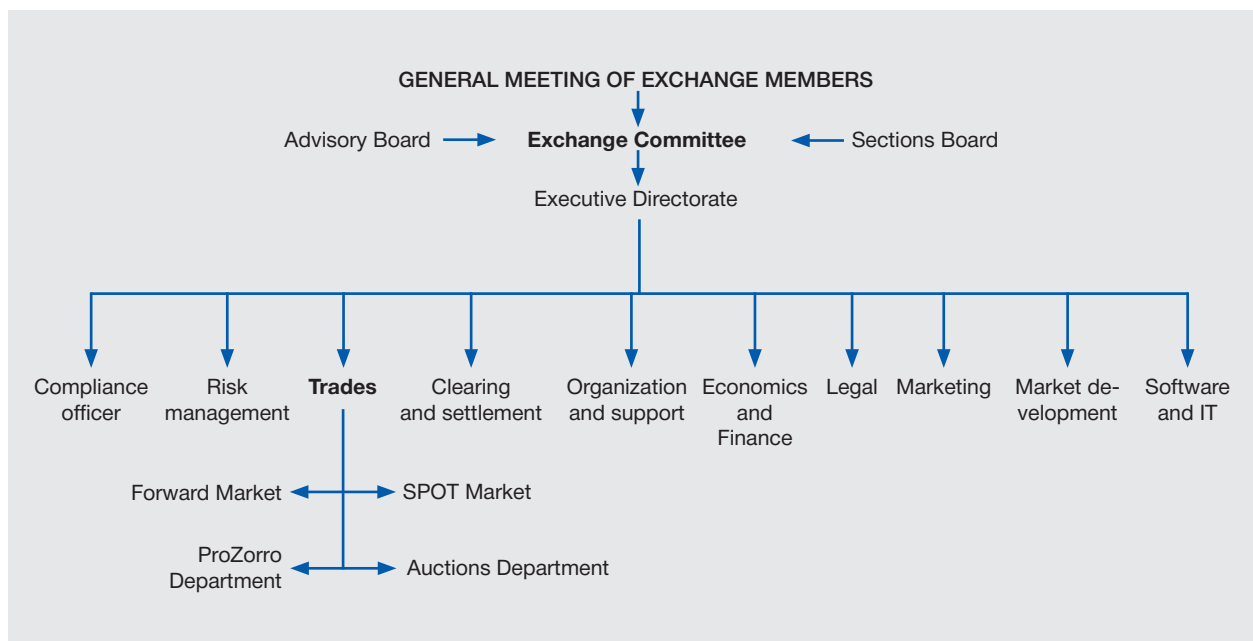 GENERAL MEETING OF EXCHANGE MEMBERS
Advisory Board
Exchange Committee
Sections Board
Executive Directorate
Compliance
officer
Risk
management
Trades
Clearing
and settlement
Organization
and support
Economics
and
Finance
Legal
Marketing
Market de-
velopment
Software
and IT
Forward Market
SPOT Market
ProZorro
Department
Auctions Department